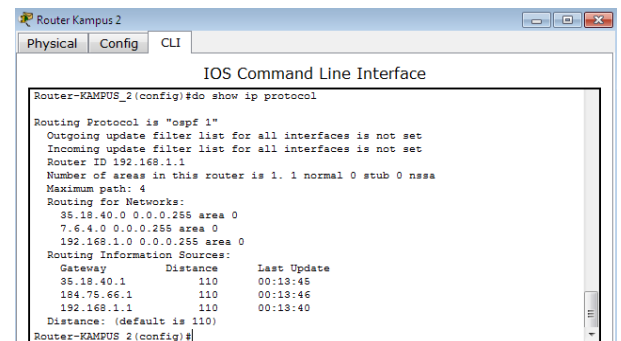 Router Kampus 2
Physical Config CLI
IOS Command Line Interface
Router-KAMPUS_2(config)#do show ip protocol
Routing Protocol is "ospf 1"
Outgoing update filter list for all interfaces is not set
Incoming update filter list for all interfaces is not set
Router ID 192.168.1.1
Number of areas in this router is 1. 1 normal 0 stub 0 nssa
Maximum path: 4
Routing for Networks:
35.18.40.0 0.0.0.255 area 0
7.6.4.0 0.0.0.255 area 0
192.168.1.0 0.0.0.255 area 0
Routing Information Sources:
Gateway Distance Last Update
35.18.40.1 110 00:13:45
184.75.66.1 110 00:13:46
192.168.1.1 110 00:13:40
Distance: (default is 110)
Router-KAMPUS 2(config)#